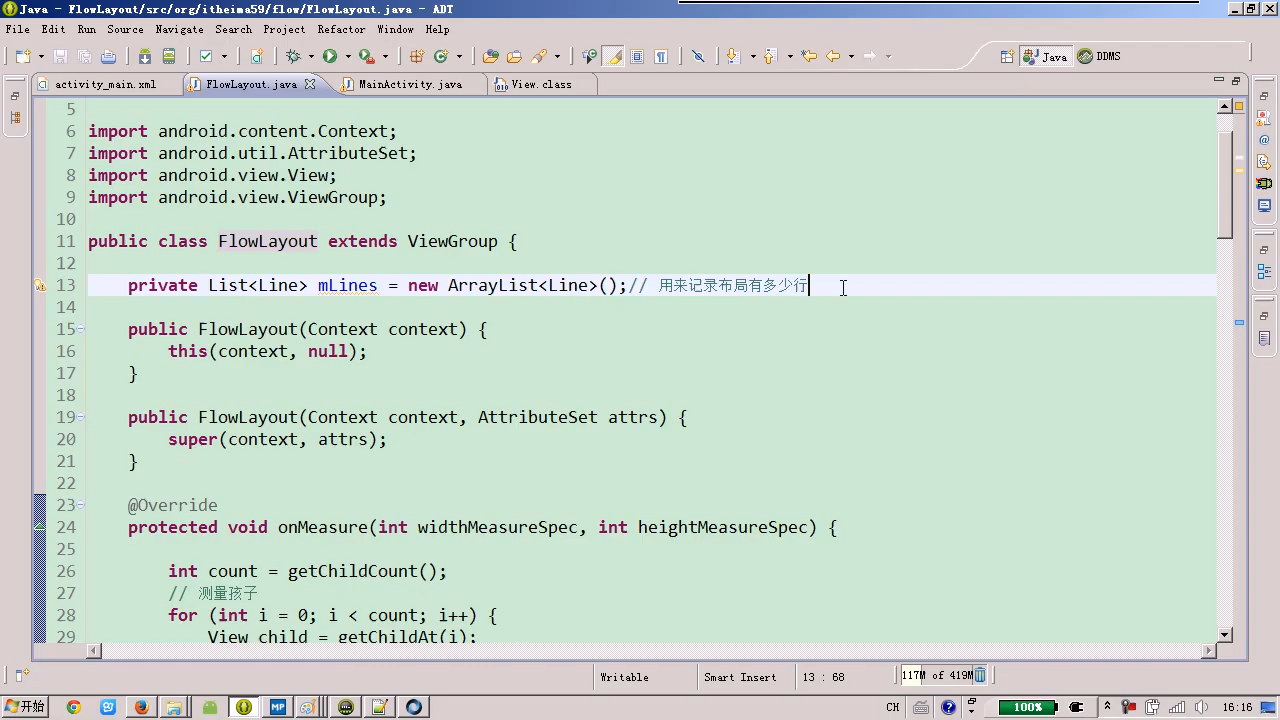 Java - FlowLayout/src/org/itheima59/flow/FlowLayout.java - ADT
File Edit Run Source Navigate Search Project Refactor Window Help
Java DDMS
activity_main.xml FlowLayout.java MainActivity.java View.class
5
6 import android.content.Context;
7 import android.util.AttributeSet;
8 import android.view.View;
9 import android.view.ViewGroup;
10
11 public class FlowLayout extends ViewGroup {
12
13 private List<Line> mLines = new ArrayList<Line>();// 用来记录布局有多少行
14
15 public FlowLayout(Context context) {
16 this(context, null);
17 }
18
19 public FlowLayout(Context context, AttributeSet attrs) {
20 super(context, attrs);
21 }
22
23 @Override
24 protected void onMeasure(int widthMeasureSpec, int heightMeasureSpec) {
25
26 int count = getChildCount();
27 // 测量孩子
28 for (int i = 0; i < count; i++) {
29 View child = getChildAt(i);
Writable Smart Insert 13 : 68 117M of 419M
开始 MP CH 100% 16:16